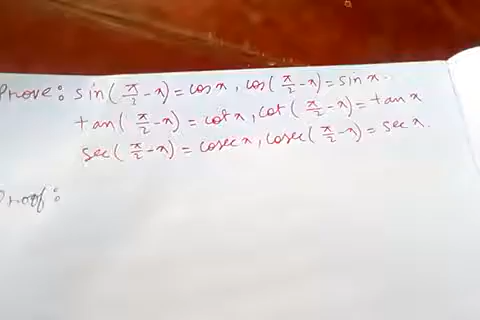 Prove: sin(π/2 - x) = cos x, cos(π/2 - x) = sin x.
tan(π/2 - x) = cot x, cot(π/2 - x) = tan x
sec(π/2 - x) = cosec x, cosec(π/2 - x) = sec x.
Proof: